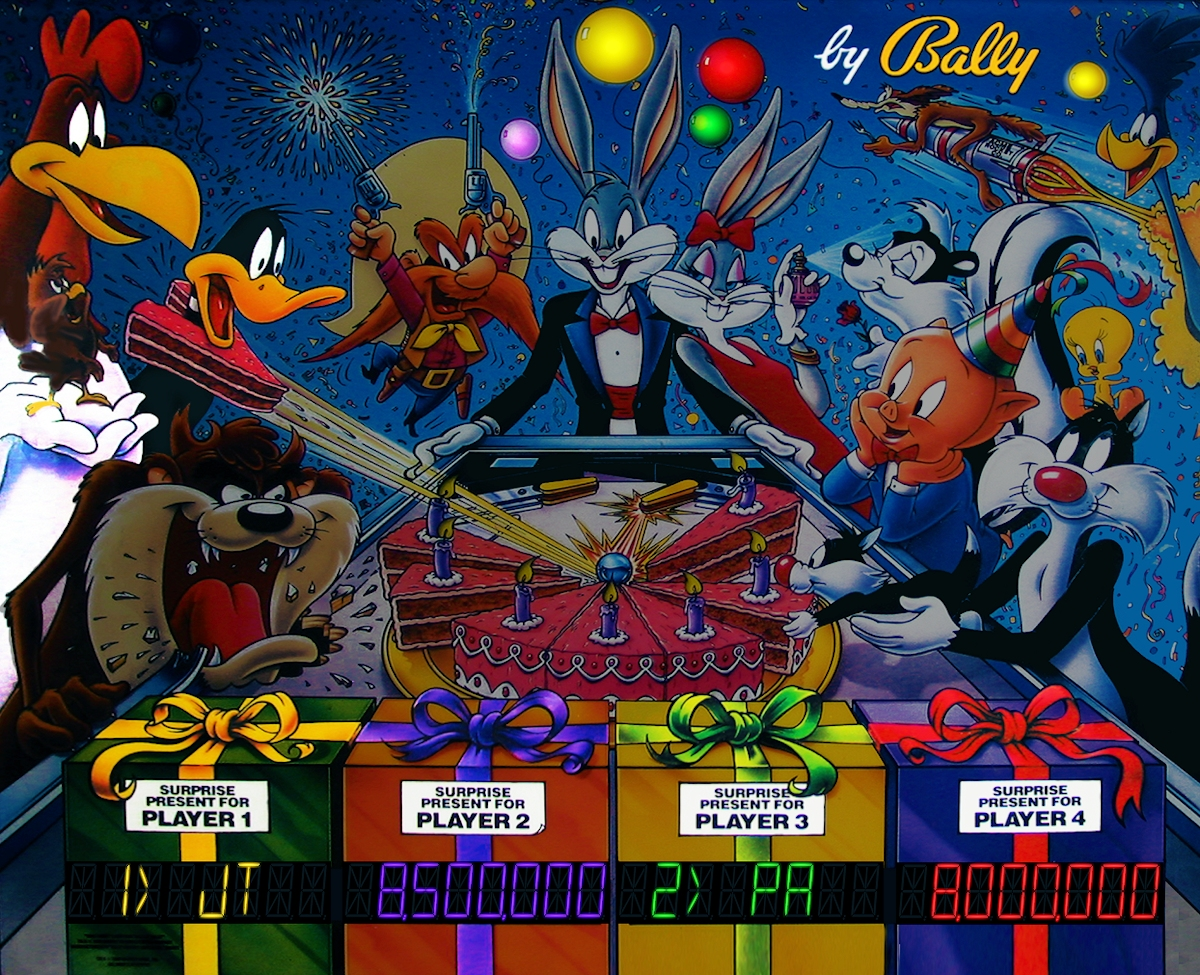 by Bally
SURPRISE
PRESENT FOR
PLAYER 1
SURPRISE
PRESENT FOR
PLAYER 2
SURPRISE
PRESENT FOR
PLAYER 3
SURPRISE
PRESENT FOR
PLAYER 4
1> JT
8,500,000
2> PA
8,000,000